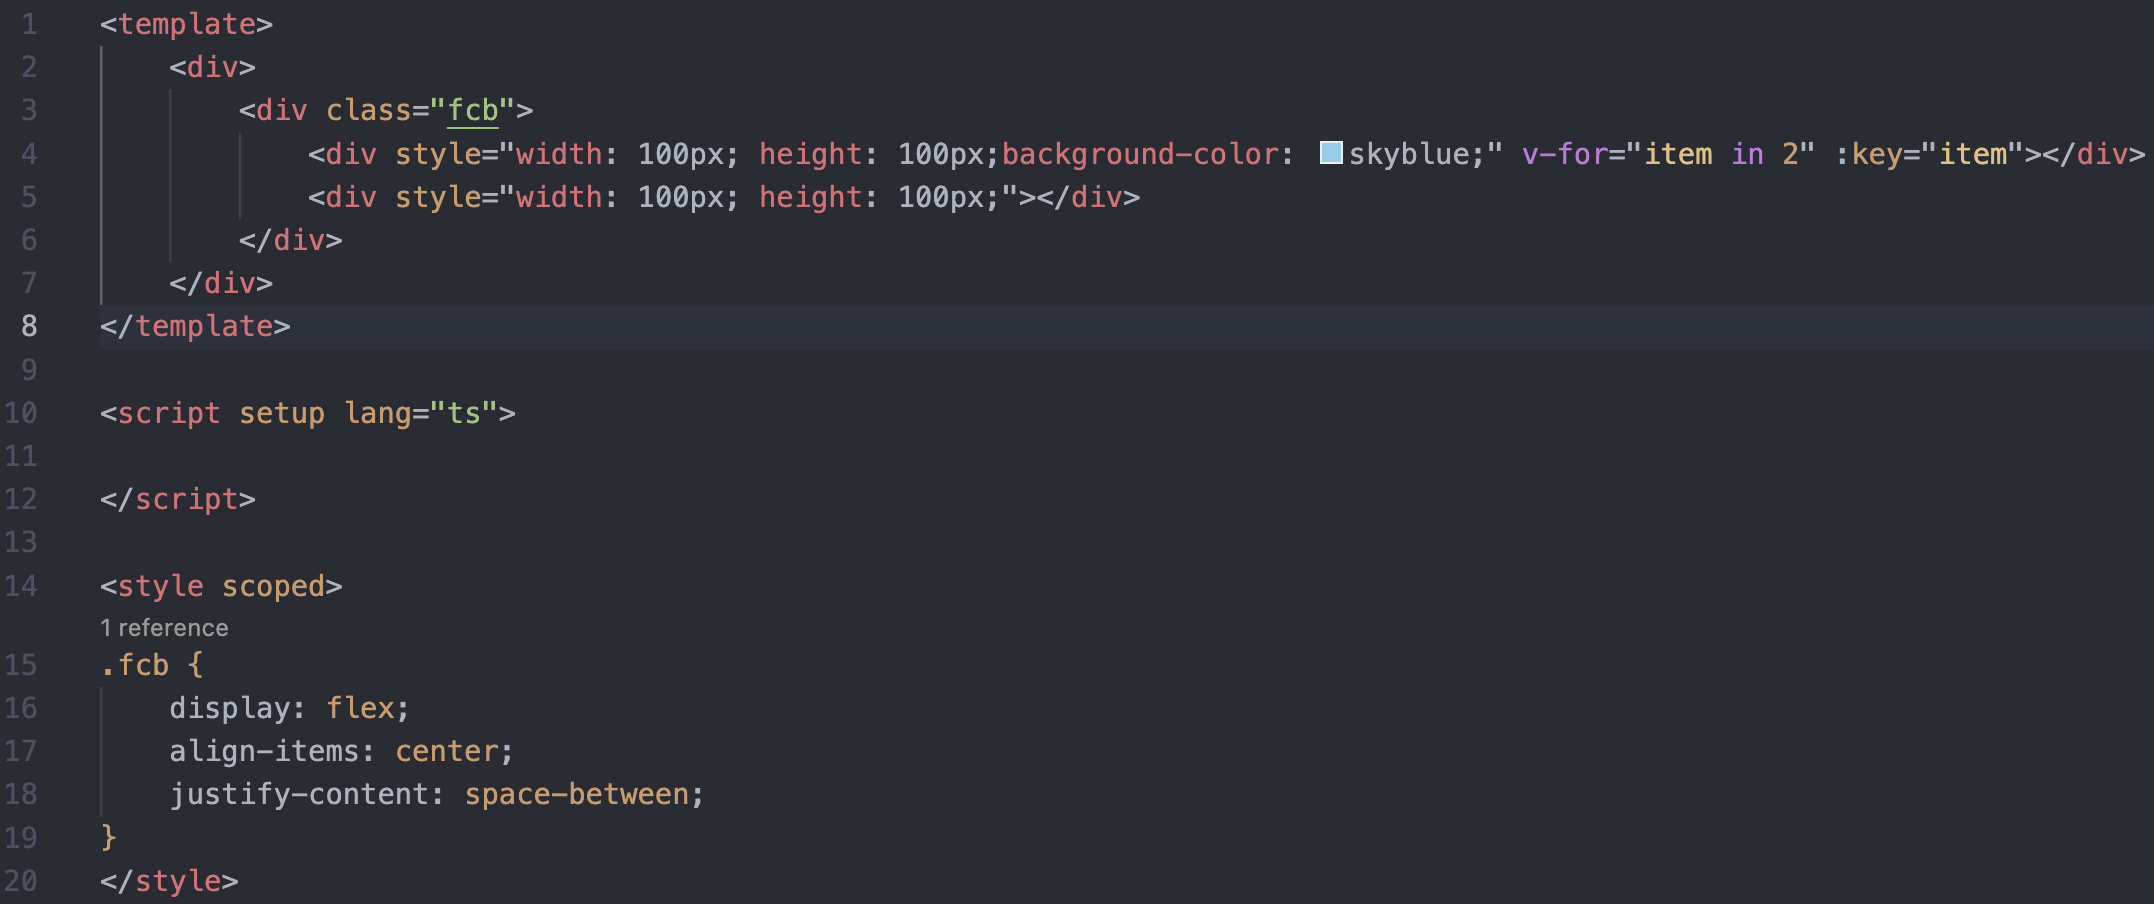 1 <template>
2     <div>
3         <div class="fcb">
4             <div style="width: 100px; height: 100px;background-color: skyblue;" v-for="item in 2" :key="item"></div>
5             <div style="width: 100px; height: 100px;"></div>
6         </div>
7     </div>
8 </template>
9
10 <script setup lang="ts">
11
12 </script>
13
14 <style scoped>
1 reference
15 .fcb {
16     display: flex;
17     align-items: center;
18     justify-content: space-between;
19 }
20 </style>